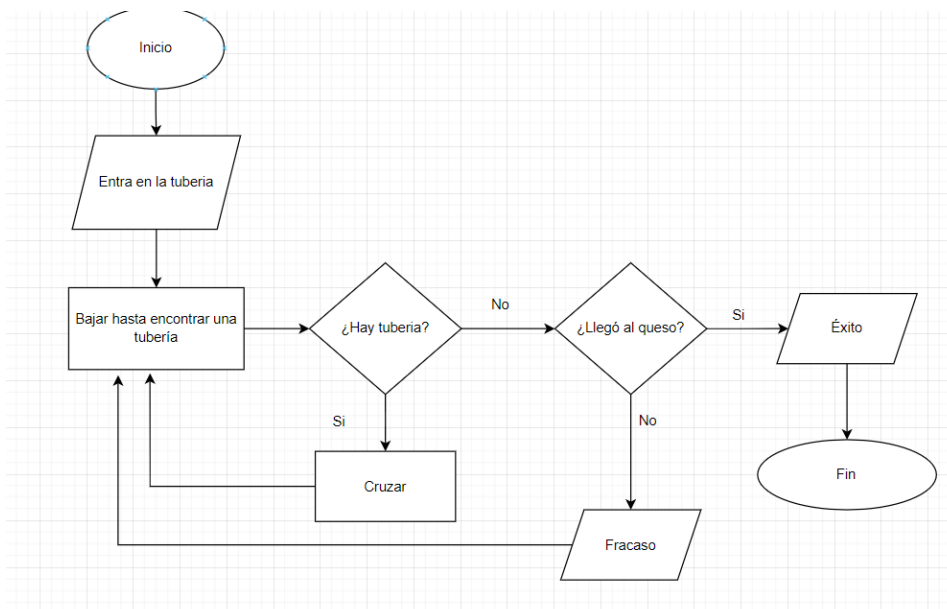 Inicio
Entra en la tuberia
Bajar hasta encontrar una
tubería
¿Hay tuberia?
No
¿Llegó al queso?
Si
Éxito
Si
No
Cruzar
Fin
Fracaso